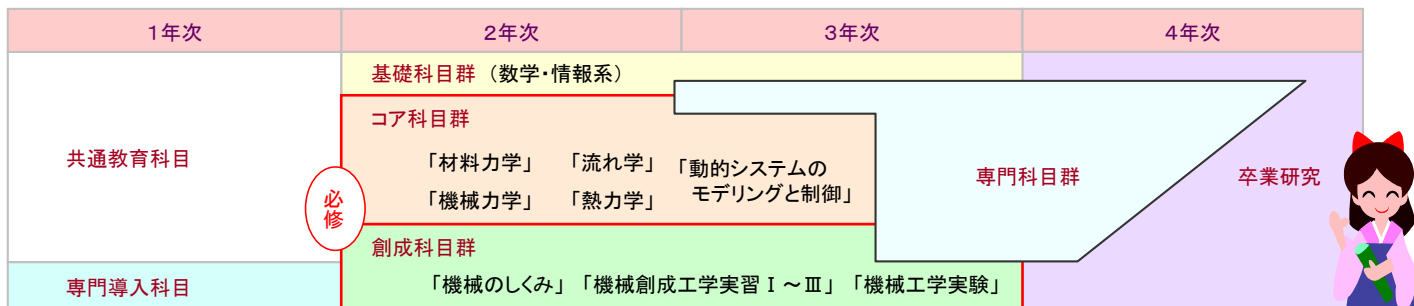 1年次
2年次
3年次
4年次
基礎科目群（数学・情報系）
コア科目群
共通教育科目
「材料力学」
「流れ学」
「動的システムの
モデリングと制御」
「機械力学」
「熱力学」
専門科目群
卒業研究
必修
創成科目群
専門導入科目
「機械のしくみ」
「機械創成工学実習Ⅰ～Ⅲ」
「機械工学実験」